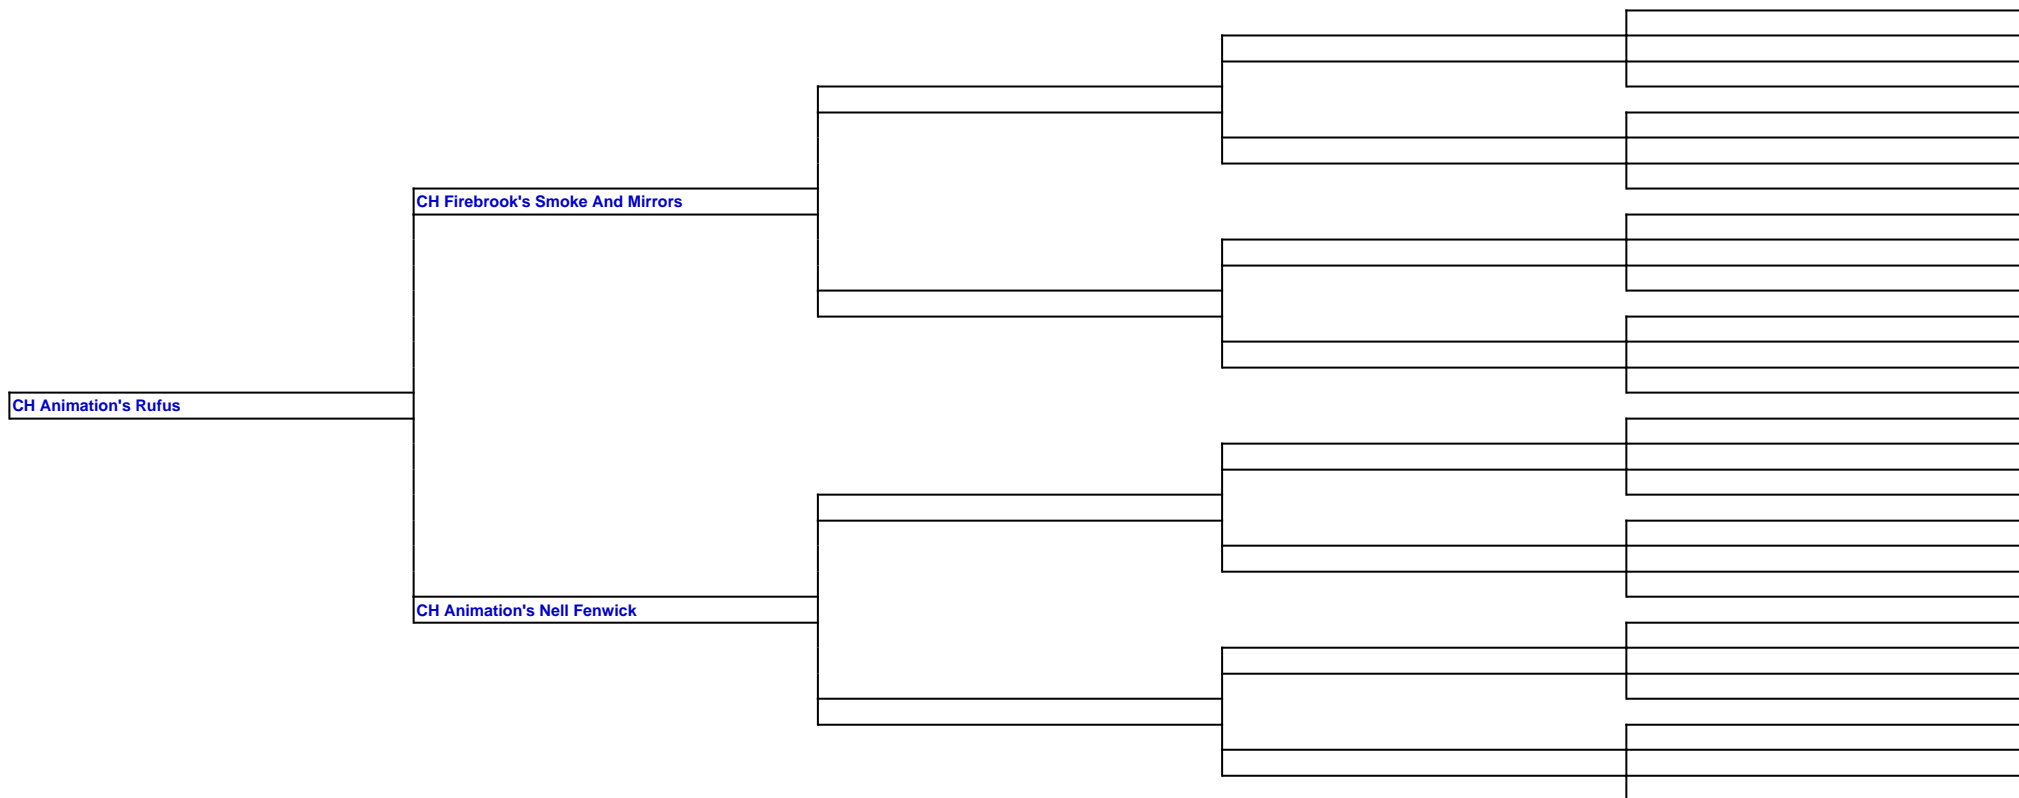 CH Firebrook's Smoke And Mirrors
CH Animation's Rufus
CH Animation's Nell Fenwick